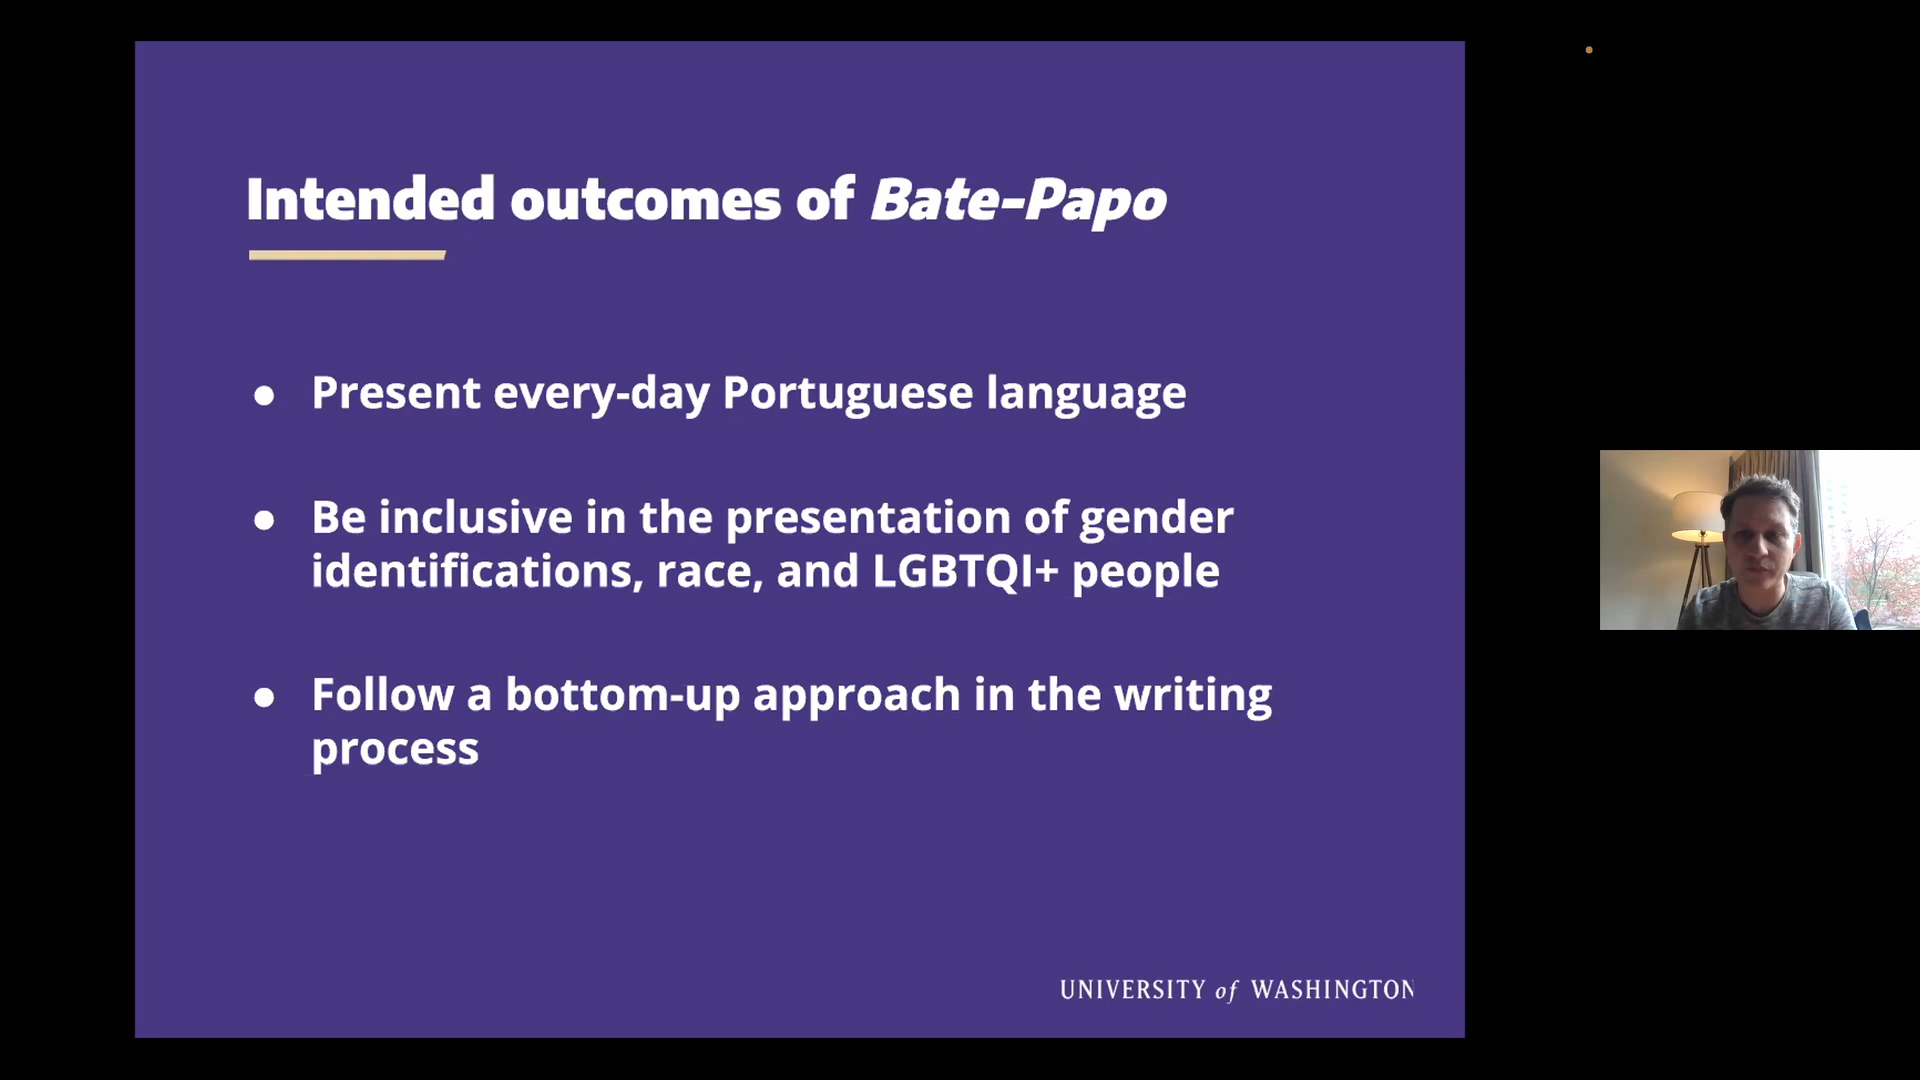 Intended outcomes of Bate-Papo
● Present every-day Portuguese language
● Be inclusive in the presentation of gender
identifications, race, and LGBTQI+ people
● Follow a bottom-up approach in the writing
process
UNIVERSITY of WASHINGTON